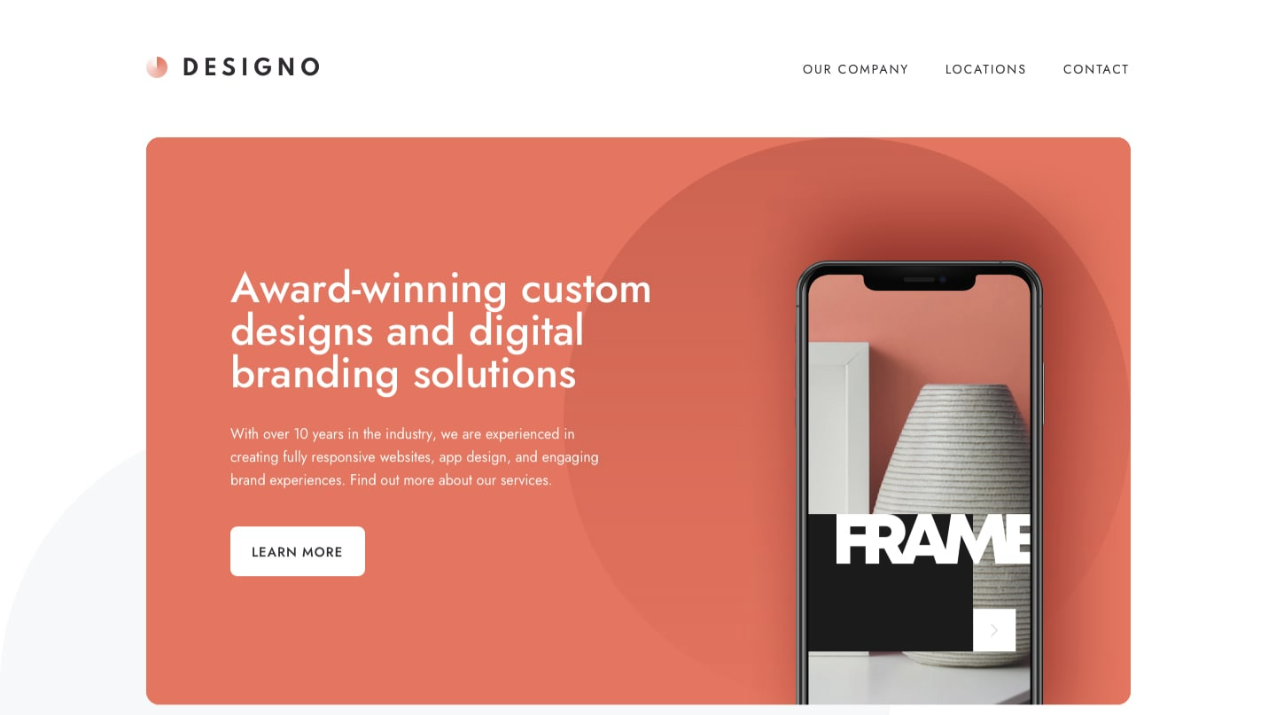 DESIGNO
OUR COMPANY LOCATIONS CONTACT
Award-winning custom
designs and digital
branding solutions
With over 10 years in the industry, we are experienced in
creating fully responsive websites, app design, and engaging
brand experiences. Find out more about our services.
LEARN MORE
FRAME